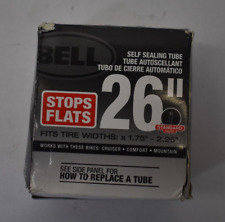 BELL
SELF SEALING TUBE
TUBE AUTOSCELLANT
TUBO DE CIERRE AUTOMÁTICO
STOPS
FLATS
26"
STANDARD
FITS TIRE WIDTHS: x 1.75" - 2.25"
WORKS WITH THESE BIKES: CRUISER • COMFORT • MOUNTAIN
SEE SIDE PANEL FOR
HOW TO REPLACE A TUBE